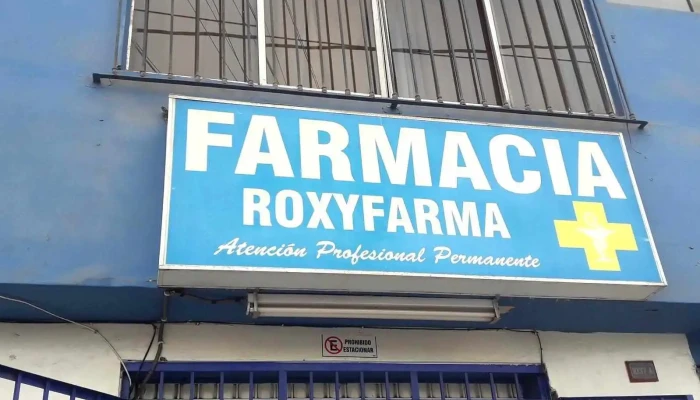 FARMACIA
ROXYFARMA
Atención Profesional Permanente
E
PROHIBIDO
ESTACIONAR